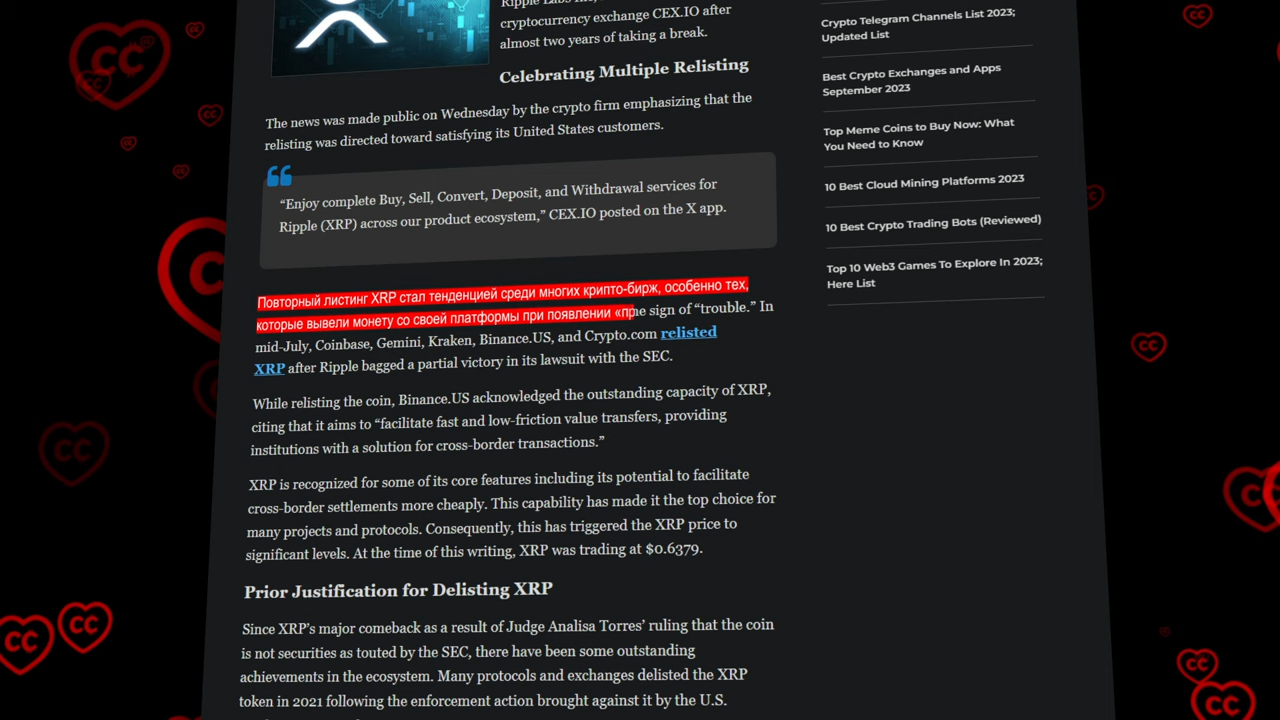 cryptocurrency exchange CEX.IO after
almost two years of taking a break.
Celebrating Multiple Relisting
The news was made public on Wednesday by the crypto firm emphasizing that the
relisting was directed toward satisfying its United States customers.
“Enjoy complete Buy, Sell, Convert, Deposit, and Withdrawal services for
Ripple (XRP) across our product ecosystem,” CEX.IO posted on the X app.
Повторный листинг XRP стал тенденцией среди многих крипто-бирж, особенно тех,
которые вывели монету со своей платформы при появлении «прne sign of “trouble.” In
mid-July, Coinbase, Gemini, Kraken, Binance.US, and Crypto.com relisted
XRP after Ripple bagged a partial victory in its lawsuit with the SEC.
While relisting the coin, Binance.US acknowledged the outstanding capacity of XRP,
citing that it aims to “facilitate fast and low-friction value transfers, providing
institutions with a solution for cross-border transactions.”
XRP is recognized for some of its core features including its potential to facilitate
cross-border settlements more cheaply. This capability has made it the top choice for
many projects and protocols. Consequently, this has triggered the XRP price to
significant levels. At the time of this writing, XRP was trading at $0.6379.
Prior Justification for Delisting XRP
Since XRP’s major comeback as a result of Judge Analisa Torres’ ruling that the coin
is not securities as touted by the SEC, there have been some outstanding
achievements in the ecosystem. Many protocols and exchanges delisted the XRP
token in 2021 following the enforcement action brought against it by the U.S.
Crypto Telegram Channels List 2023;
Updated List
Best Crypto Exchanges and Apps
September 2023
Top Meme Coins to Buy Now: What
You Need to Know
10 Best Cloud Mining Platforms 2023
10 Best Crypto Trading Bots (Reviewed)
Top 10 Web3 Games To Explore In 2023;
Here List
CC
CC
CC
CC
CC
CC
CC
CC
CC
CC
CC
CC